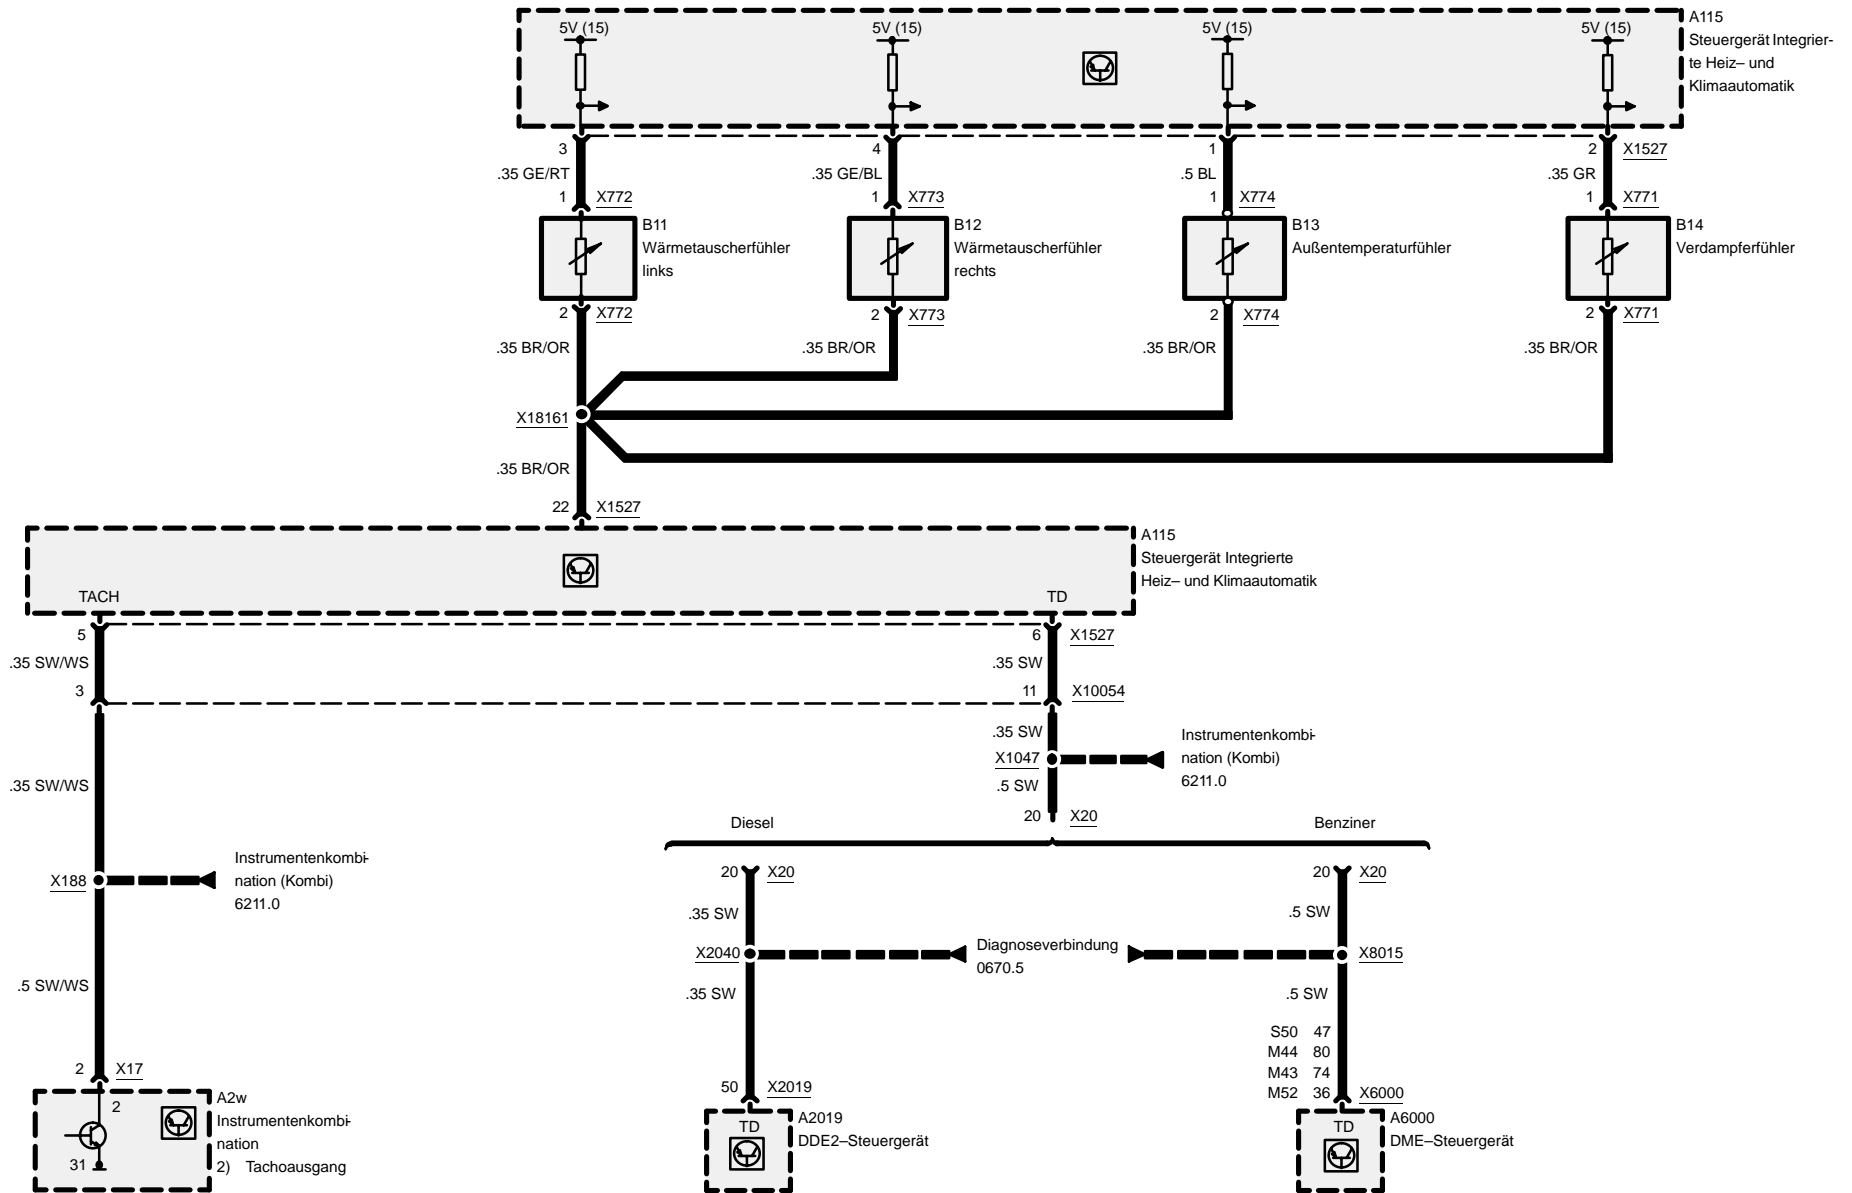 5V (15)
5V (15)
5V (15)
5V (15)
A115
Steuergerät Integrier-
te Heiz– und
Klimaautomatik
3
4
1
2
X1527
.35 GE/RT
.35 GE/BL
.5 BL
.35 GR
1
X772
1
X773
1
X774
1
X771
B11
Wärmetauscherfühler
links
B12
Wärmetauscherfühler
rechts
B13
Außentemperaturfühler
B14
Verdampferfühler
2
X772
2
X773
2
X774
2
X771
.35 BR/OR
.35 BR/OR
.35 BR/OR
.35 BR/OR
X18161
.35 BR/OR
22
X1527
A115
Steuergerät Integrierte
Heiz– und Klimaautomatik
TACH
TD
5
6
X1527
.35 SW/WS
.35 SW
3
11
X10054
.35 SW
X1047
.5 SW
Instrumentenkombi-
nation (Kombi)
6211.0
.35 SW/WS
20
X20
Diesel
Benziner
X188
Instrumentenkombi-
nation (Kombi)
6211.0
20
X20
20
X20
.35 SW
.5 SW
X2040
Diagnoseverbindung
0670.5
X8015
.5 SW/WS
.35 SW
.5 SW
S50 47
M44 80
M43 74
M52 36
X6000
2
X17
50
X2019
A2w
Instrumentenkombi-
nation
2) Tachoausgang
2
31
TD
A2019
DDE2–Steuergerät
TD
A6000
DME–Steuergerät